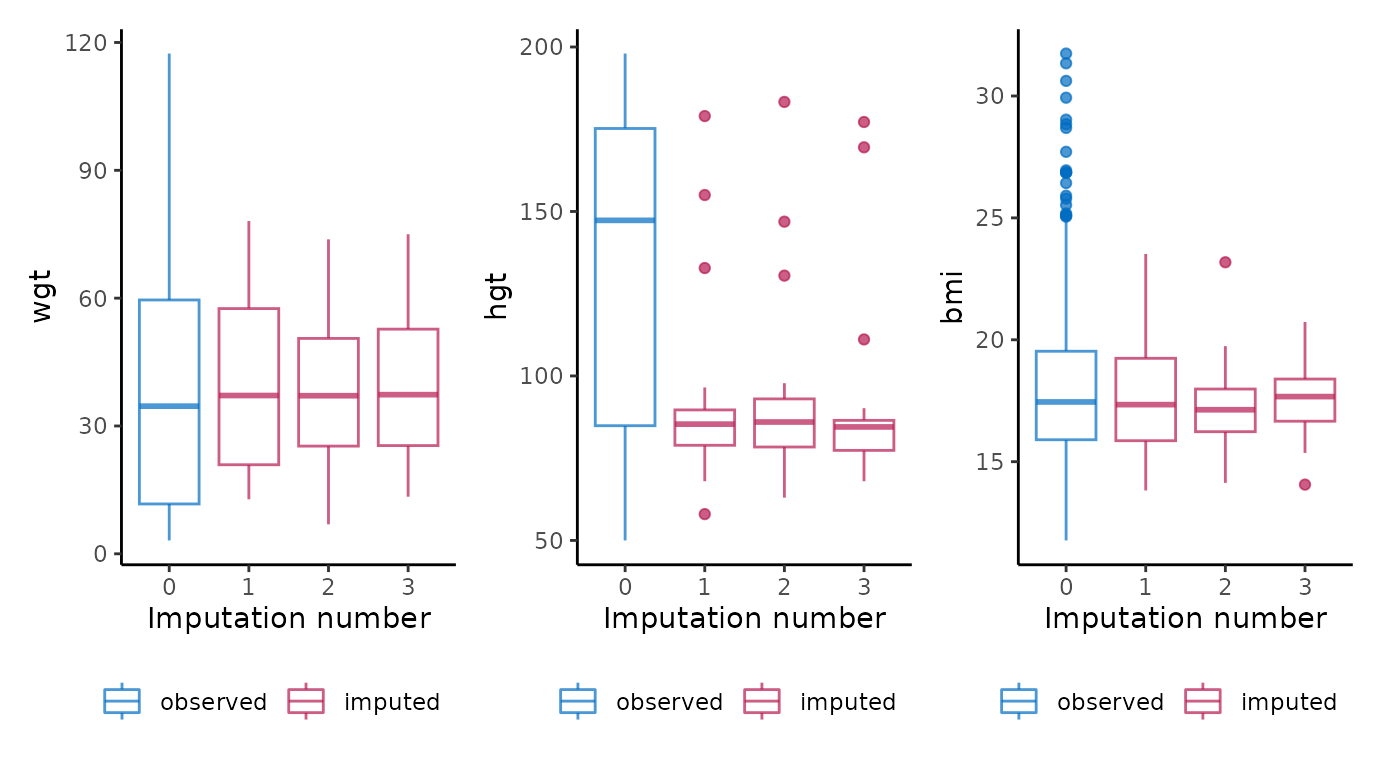 wgt
120
90
60
30
0
0 1 2 3
Imputation number
observed imputed
hgt
200
150
100
50
0 1 2 3
Imputation number
observed imputed
bmi
30
25
20
15
0 1 2 3
Imputation number
observed imputed